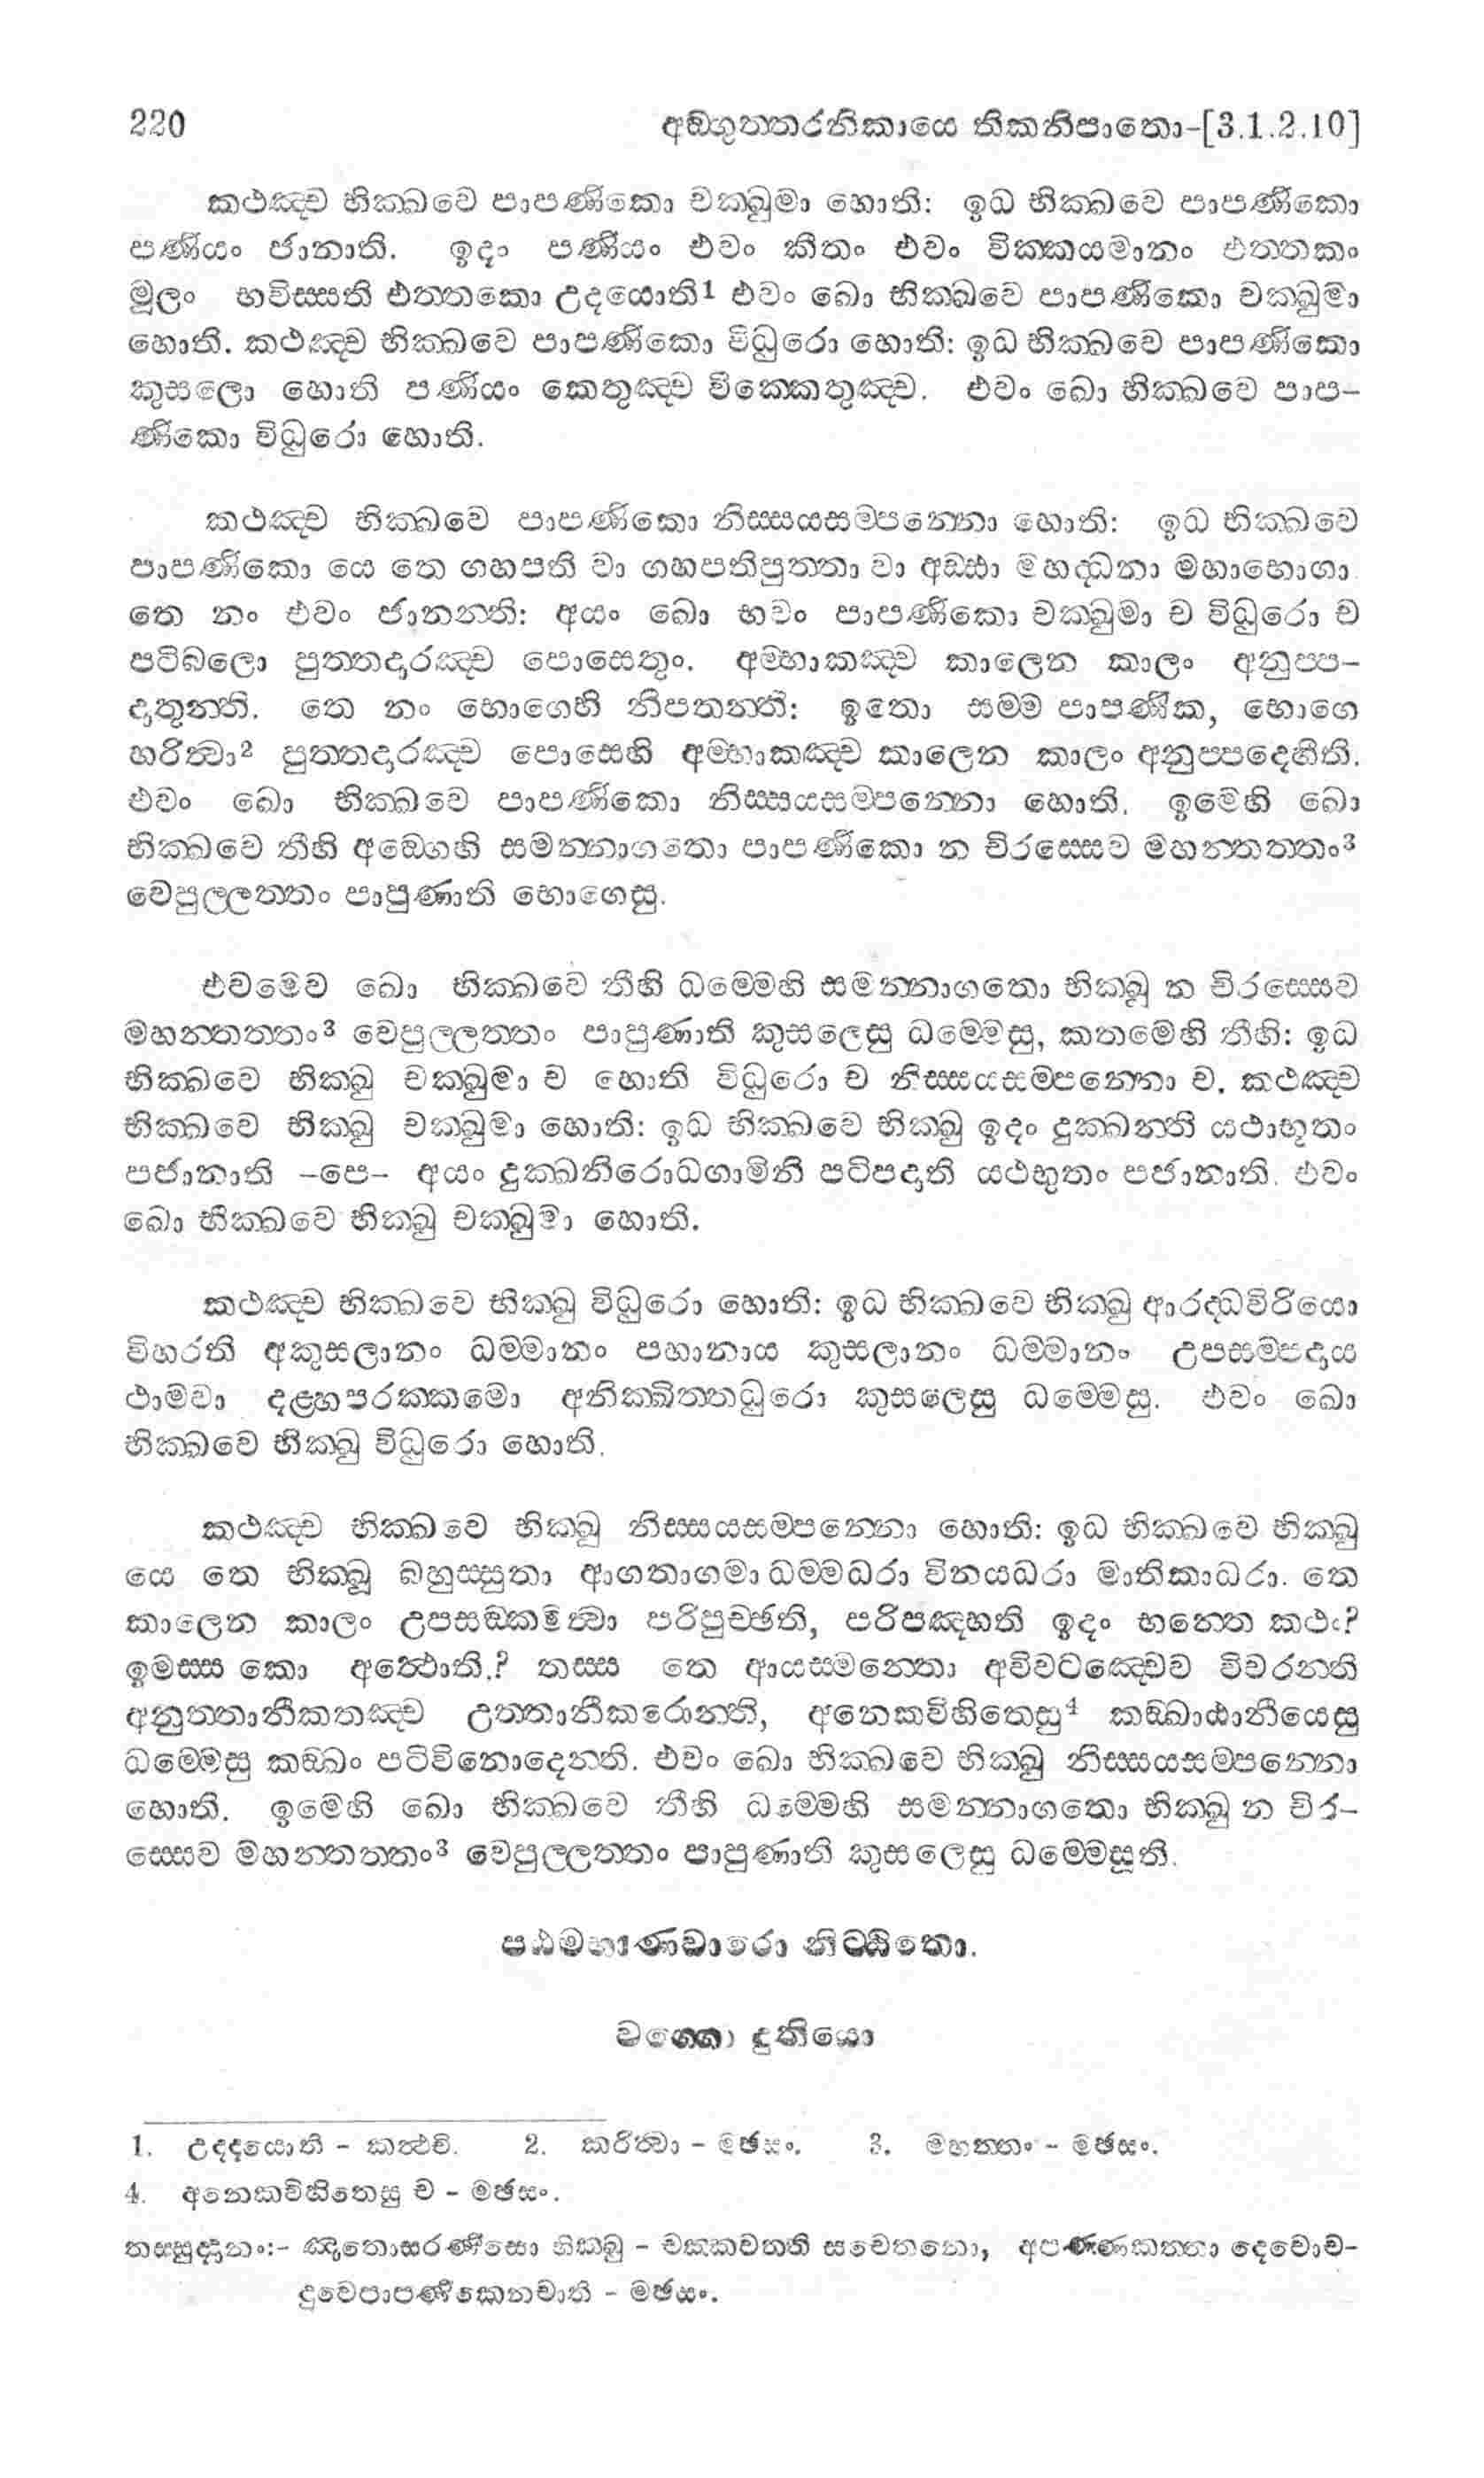 220 අඞ්ගුත්තරනිකායෙ තිකනිපාතො-[3.1.2.10]
කථඤ්ච භික්ඛවෙ පාපණිකො චක්ඛුමා හොති: ඉධ භික්ඛවෙ පාපණිකො
පණියං ජානාති. ඉදං පණියං එවං කීතං එවං වික්කයමානං එත්තකං
මූලං භවිස්සති එත්තකො උදයොති1 එවං ඛො භික්ඛවෙ පාපණිකො චක්ඛුමා
හොති. කථඤ්ච භික්ඛවෙ පාපණිකො විධුරො හොති: ඉධ භික්ඛවෙ පාපණිකො
කුසලො හොති පණියං කෙතුඤ්ච වික්කෙතුඤ්ච. එවං ඛො භික්ඛවෙ පාප-
ණිකො විධුරො හොති.
කථඤ්ච භික්ඛවෙ පාපණිකො නිස්සයසම්පන්නො හොති: ඉධ භික්ඛවෙ
පාපණිකො යෙ තෙ ගහපති වා ගහපතිපුත්තා වා අඩ්ඪා මහද්ධනා මහාභොගා
තෙ නං එවං ජානන්ති: අයං ඛො භවං පාපණිකො චක්ඛුමා ච විධුරො ච
පටිබලො පුත්තදාරඤ්ච පොසෙතුං. අම්හාකඤ්ච කාලෙන කාලං අනුප්ප-
දාතුන්ති. තෙ නං භොගෙහි නිපතන්ති: ඉතො සම්ම පාපණික, භොගෙ
හරිත්වා2 පුත්තදාරඤ්ච පොසෙහි අම්හාකඤ්ච කාලෙන කාලං අනුප්පදෙහීති.
එවං ඛො භික්ඛවෙ පාපණිකො නිස්සයසම්පන්නො හොති. ඉමෙහි ඛො
භික්ඛවෙ තීහි අඞ්ගෙහි සමන්නාගතො පාපණිකො න චිරස්සෙව මහන්තත්තං3
වෙපුල්ලත්තං පාපුණාති භොගෙසු.
එවමෙව ඛො භික්ඛවෙ තීහි ධම්මෙහි සමන්නාගතො භික්ඛු න චිරස්සෙව
මහන්තත්තං3 වෙපුල්ලත්තං පාපුණාති කුසලෙසු ධම්මෙසු, කතමෙහි තීහි: ඉධ
භික්ඛවෙ භික්ඛු චක්ඛුමා ච හොති විධුරො ච නිස්සයසම්පන්නො ච. කථඤ්ච
භික්ඛවෙ භික්ඛු චක්ඛුමා හොති: ඉධ භික්ඛවෙ භික්ඛු ඉදං දුක්ඛන්ති යථාභූතං
පජානාති -පෙ- අයං දුක්ඛනිරොධගාමිනි පටිපදාති යථභුතං පජානාති. එවං
ඛො භික්ඛවෙ භික්ඛු චක්ඛුමා හොති.
කථඤ්ච භික්ඛවෙ භික්ඛු විධුරො හොති: ඉධ භික්ඛවෙ භික්ඛු ආරද්ධවිරියො
විහරති අකුසලානං ධම්මානං පහානාය කුසලානං ධම්මානං උපසම්පදාය
ථාමවා දළ්හපරක්කමො අනික්ඛිත්තධුරො කුසලෙසු ධම්මෙසු. එවං ඛො
භික්ඛවෙ භික්ඛු විධුරො හොති.
කථඤ්ච භික්ඛවෙ භික්ඛු නිස්සයසම්පන්නො හොති: ඉධ භික්ඛවෙ භික්ඛු
යෙ තෙ භික්ඛූ බහුස්සුතා ආගතාගමා ධම්මධරා විනයධරා මාතිකාධරා. තෙ
කාලෙන කාලං උපසඞ්කමිත්වා පරිපුච්ඡති, පරිපඤ්හති ඉදං භන්තෙ කථං?
ඉමස්ස කො අත්ථොති.? තස්ස තෙ ආයස්මන්තො අවිවටඤ්චෙව විවරන්ති
අනුත්තානීකතඤ්ච උත්තානීකරොන්ති, අනෙකවිහිතෙසු4 කඞ්ඛාඨානීයෙසු
ධම්මෙසු කඞ්ඛං පටිවිනොදෙන්ති. එවං ඛො භික්ඛවෙ භික්ඛු නිස්සයසම්පන්නො
හොති. ඉමෙහි ඛො භික්ඛවෙ තීහි ධම්මෙහි සමන්නාගතො භික්ඛු න චිර-
ස්සෙව මහන්තත්තං3 වෙපුල්ලත්තං පාපුණාති කුසලෙසු ධම්මෙසූති.
පඨමභාණවාරො නිට්ඨිතො.
වග්ගො දුතියො
1. උද්දයොති - කත්ථචි. 2. කරිත්වා - මඡසං. 3. මහත්තං - මඡසං.
4. අනෙකවිහිතෙසු ච - මඡසං.
තස්සුද්දානං:- ඤාතොසරණීසො භික්ඛු - චක්කවත්ති සචෙතනො, අපණ්ණකත්තා දෙවොච-
දුවෙපාපණිකෙනචාති - මඡසං.